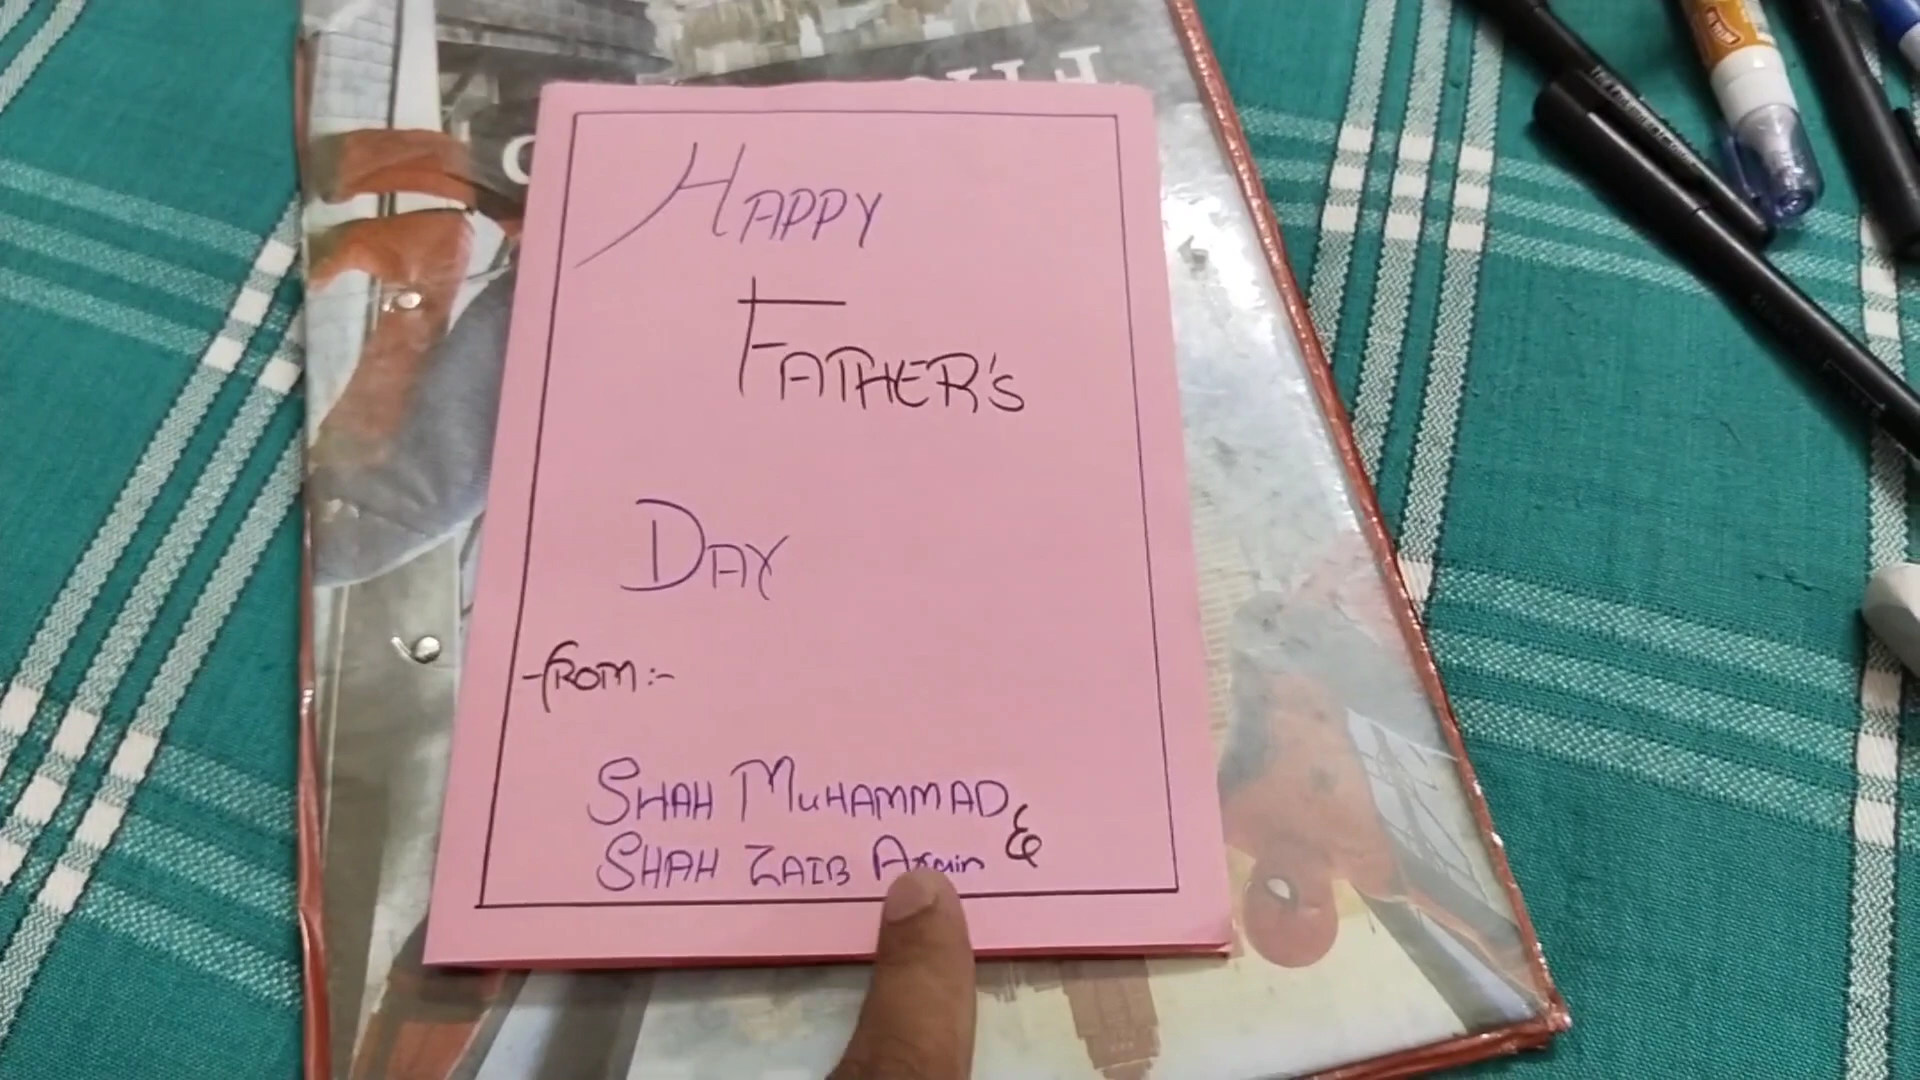 HAPPY
FATHER'S
DAY
FROM:-
SHAH MUHAMMAD &
SHAH ZAIB